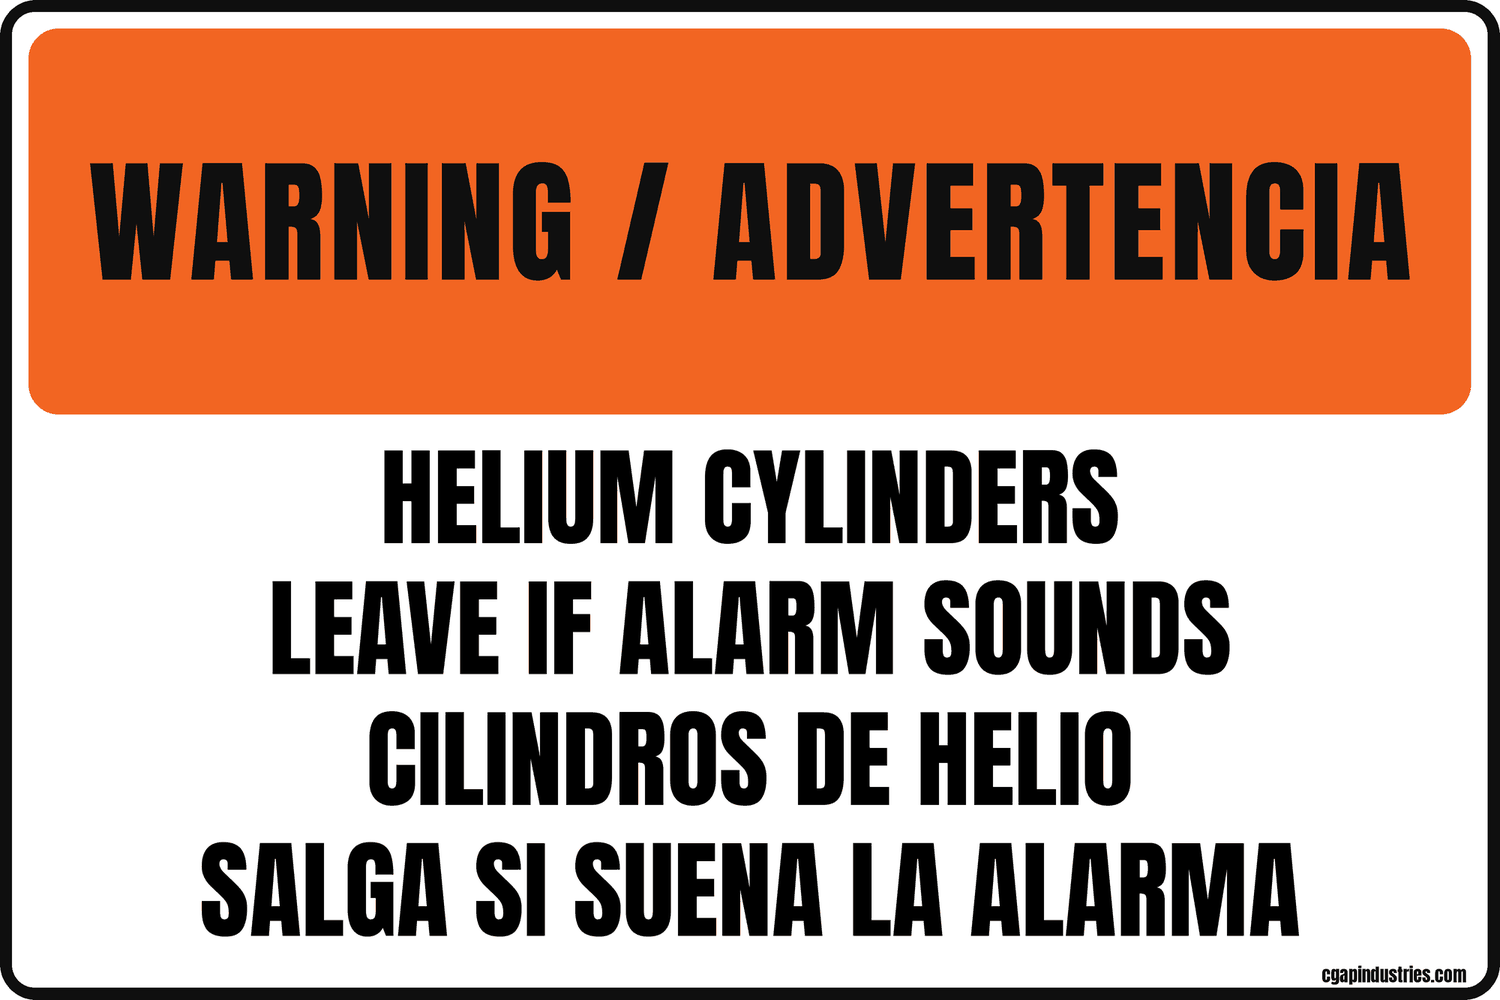 WARNING / ADVERTENCIA
HELIUM CYLINDERS
LEAVE IF ALARM SOUNDS
CILINDROS DE HELIO
SALGA SI SUENA LA ALARMA
cgapindustries.com